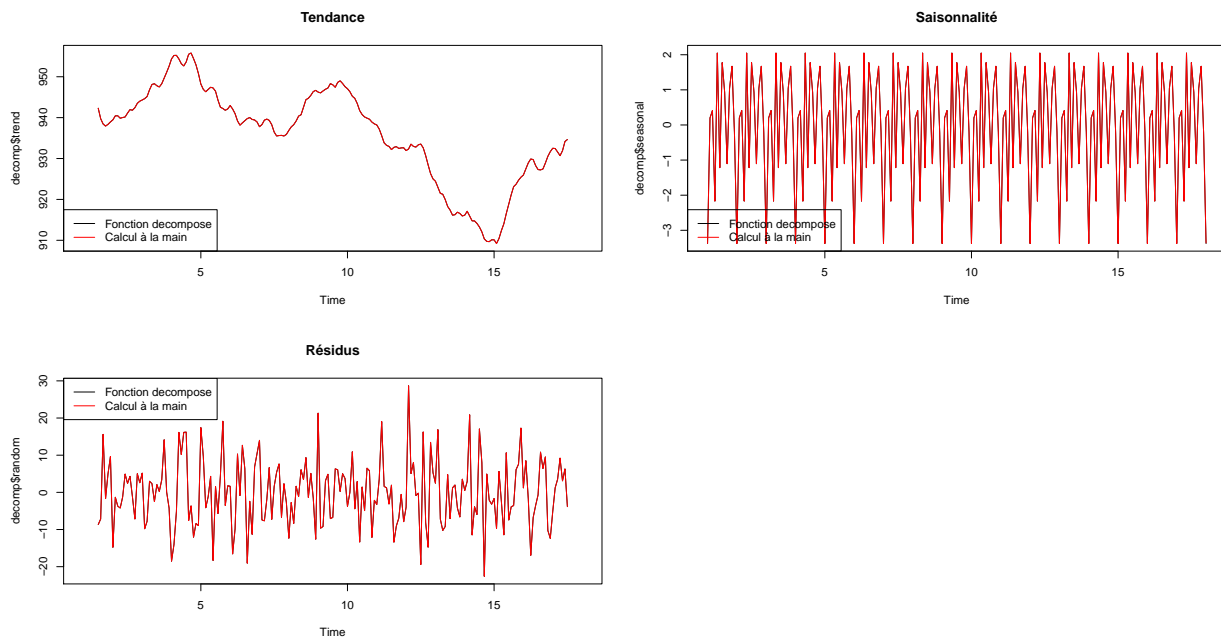 Tendance
decomp$trend
950
940
930
920
910
Fonction decompose
Calcul à la main
5
10
15
Time
Saisonnalité
decomp$seasonal
2
1
0
−1
−2
−3
Fonction decompose
Calcul à la main
5
10
15
Time
Résidus
decomp$random
30
20
10
0
−10
−20
Fonction decompose
Calcul à la main
5
10
15
Time